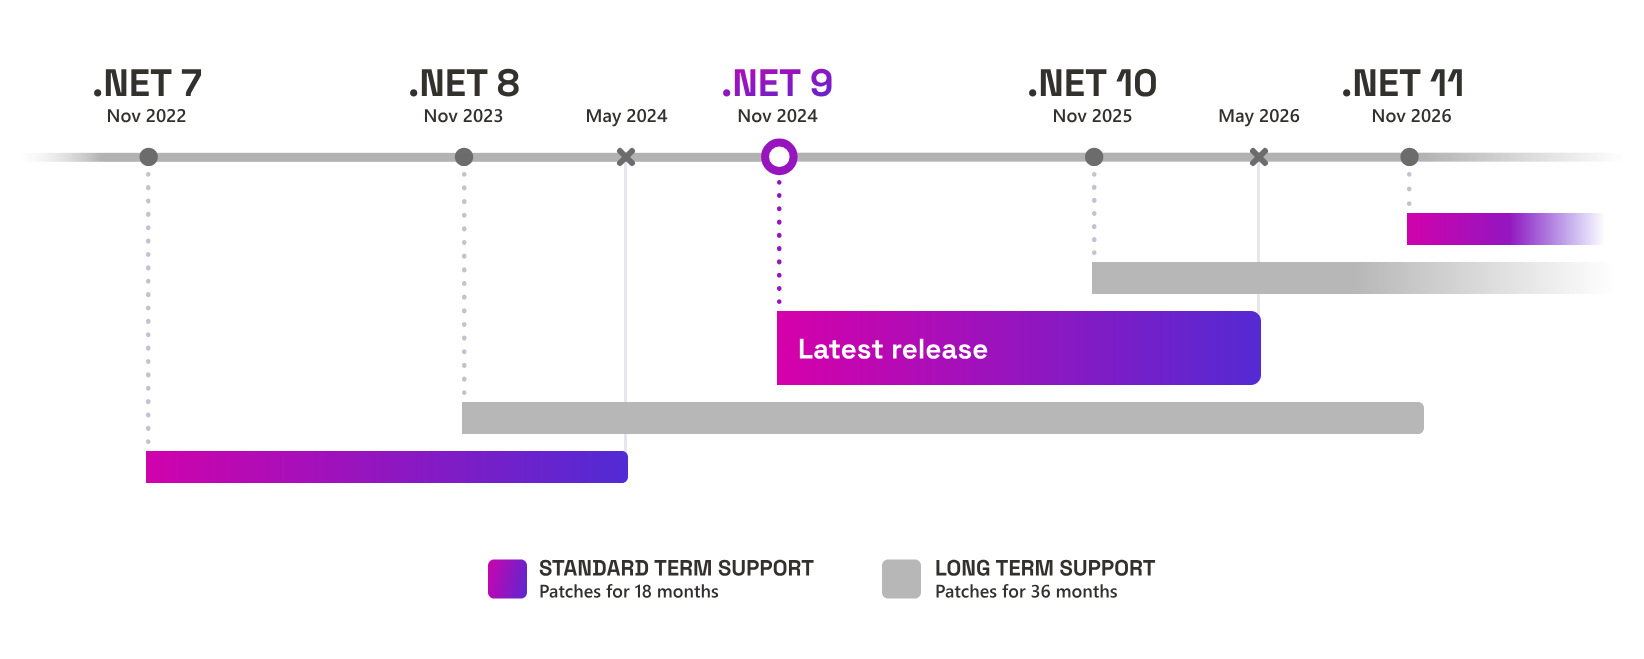 .NET 7
Nov 2022
.NET 8
Nov 2023
May 2024
.NET 9
Nov 2024
.NET 10
Nov 2025
May 2026
.NET 11
Nov 2026
Latest release
STANDARD TERM SUPPORT
Patches for 18 months
LONG TERM SUPPORT
Patches for 36 months